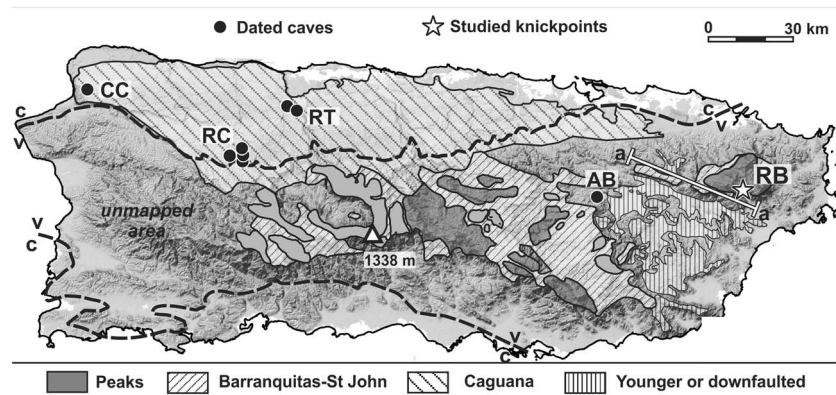 Dated caves
Studied knickpoints
0 30 km
CC
RT
C
V
RC
a
RB
AB
a
unmapped
area
V
C
1338 m
V
C
C
V
Peaks
Barranquitas-St John
Caguana
Younger or downfaulted